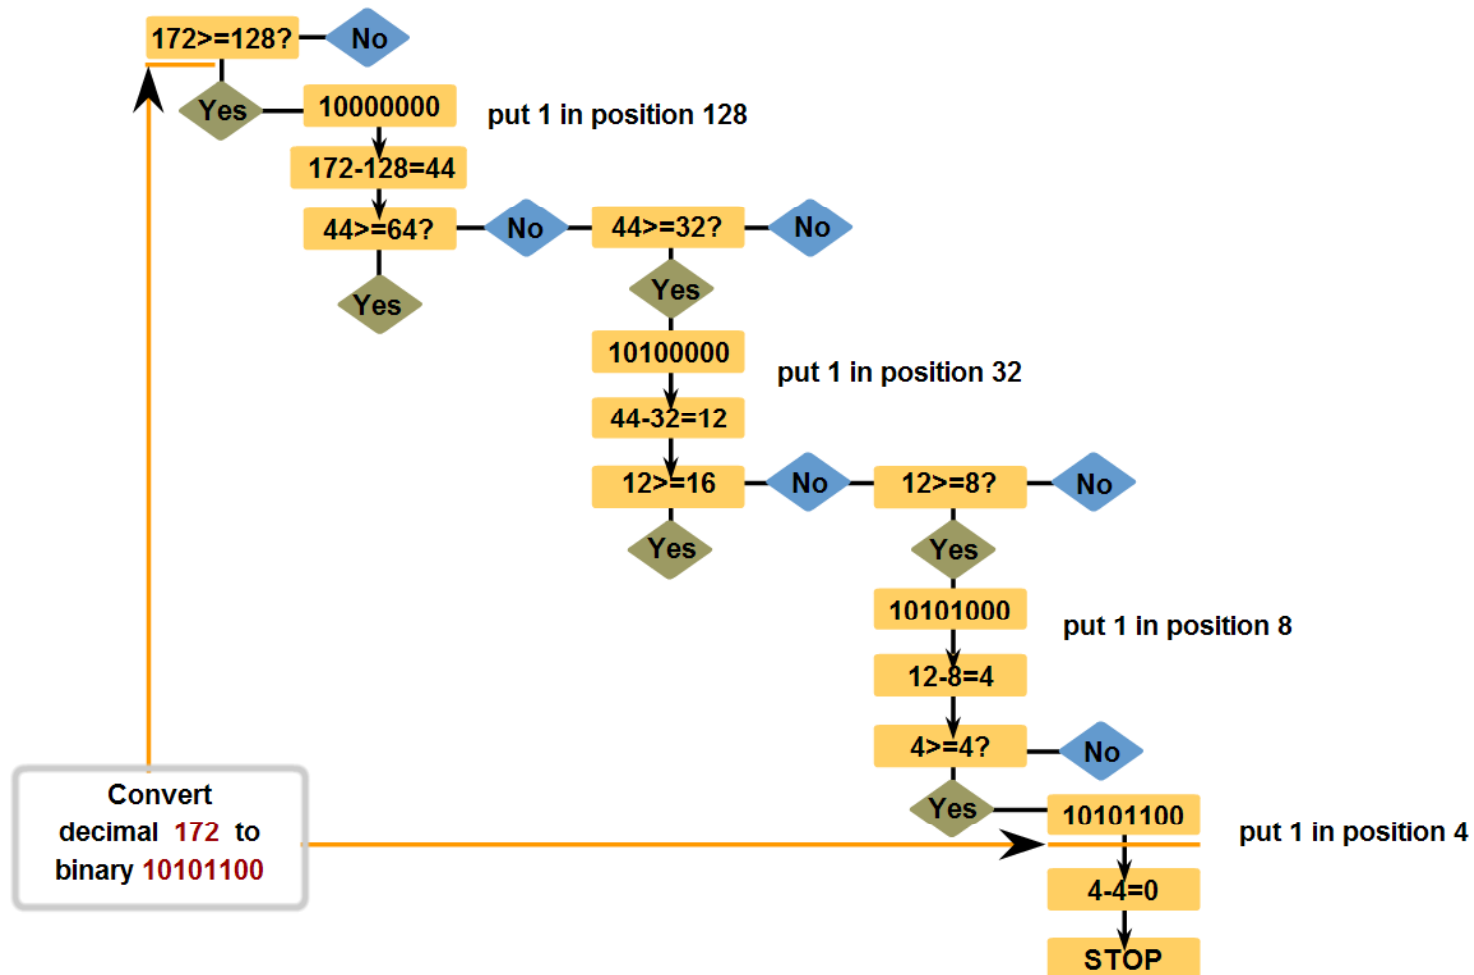 172>=128?
No
Yes
10000000
put 1 in position 128
172-128=44
44>=64?
No
44>=32?
No
Yes
Yes
10100000
put 1 in position 32
44-32=12
12>=16
No
12>=8?
No
Yes
Yes
10101000
put 1 in position 8
12-8=4
4>=4?
No
Yes
10101100
put 1 in position 4
4-4=0
STOP
Convert
decimal 172 to
binary 10101100